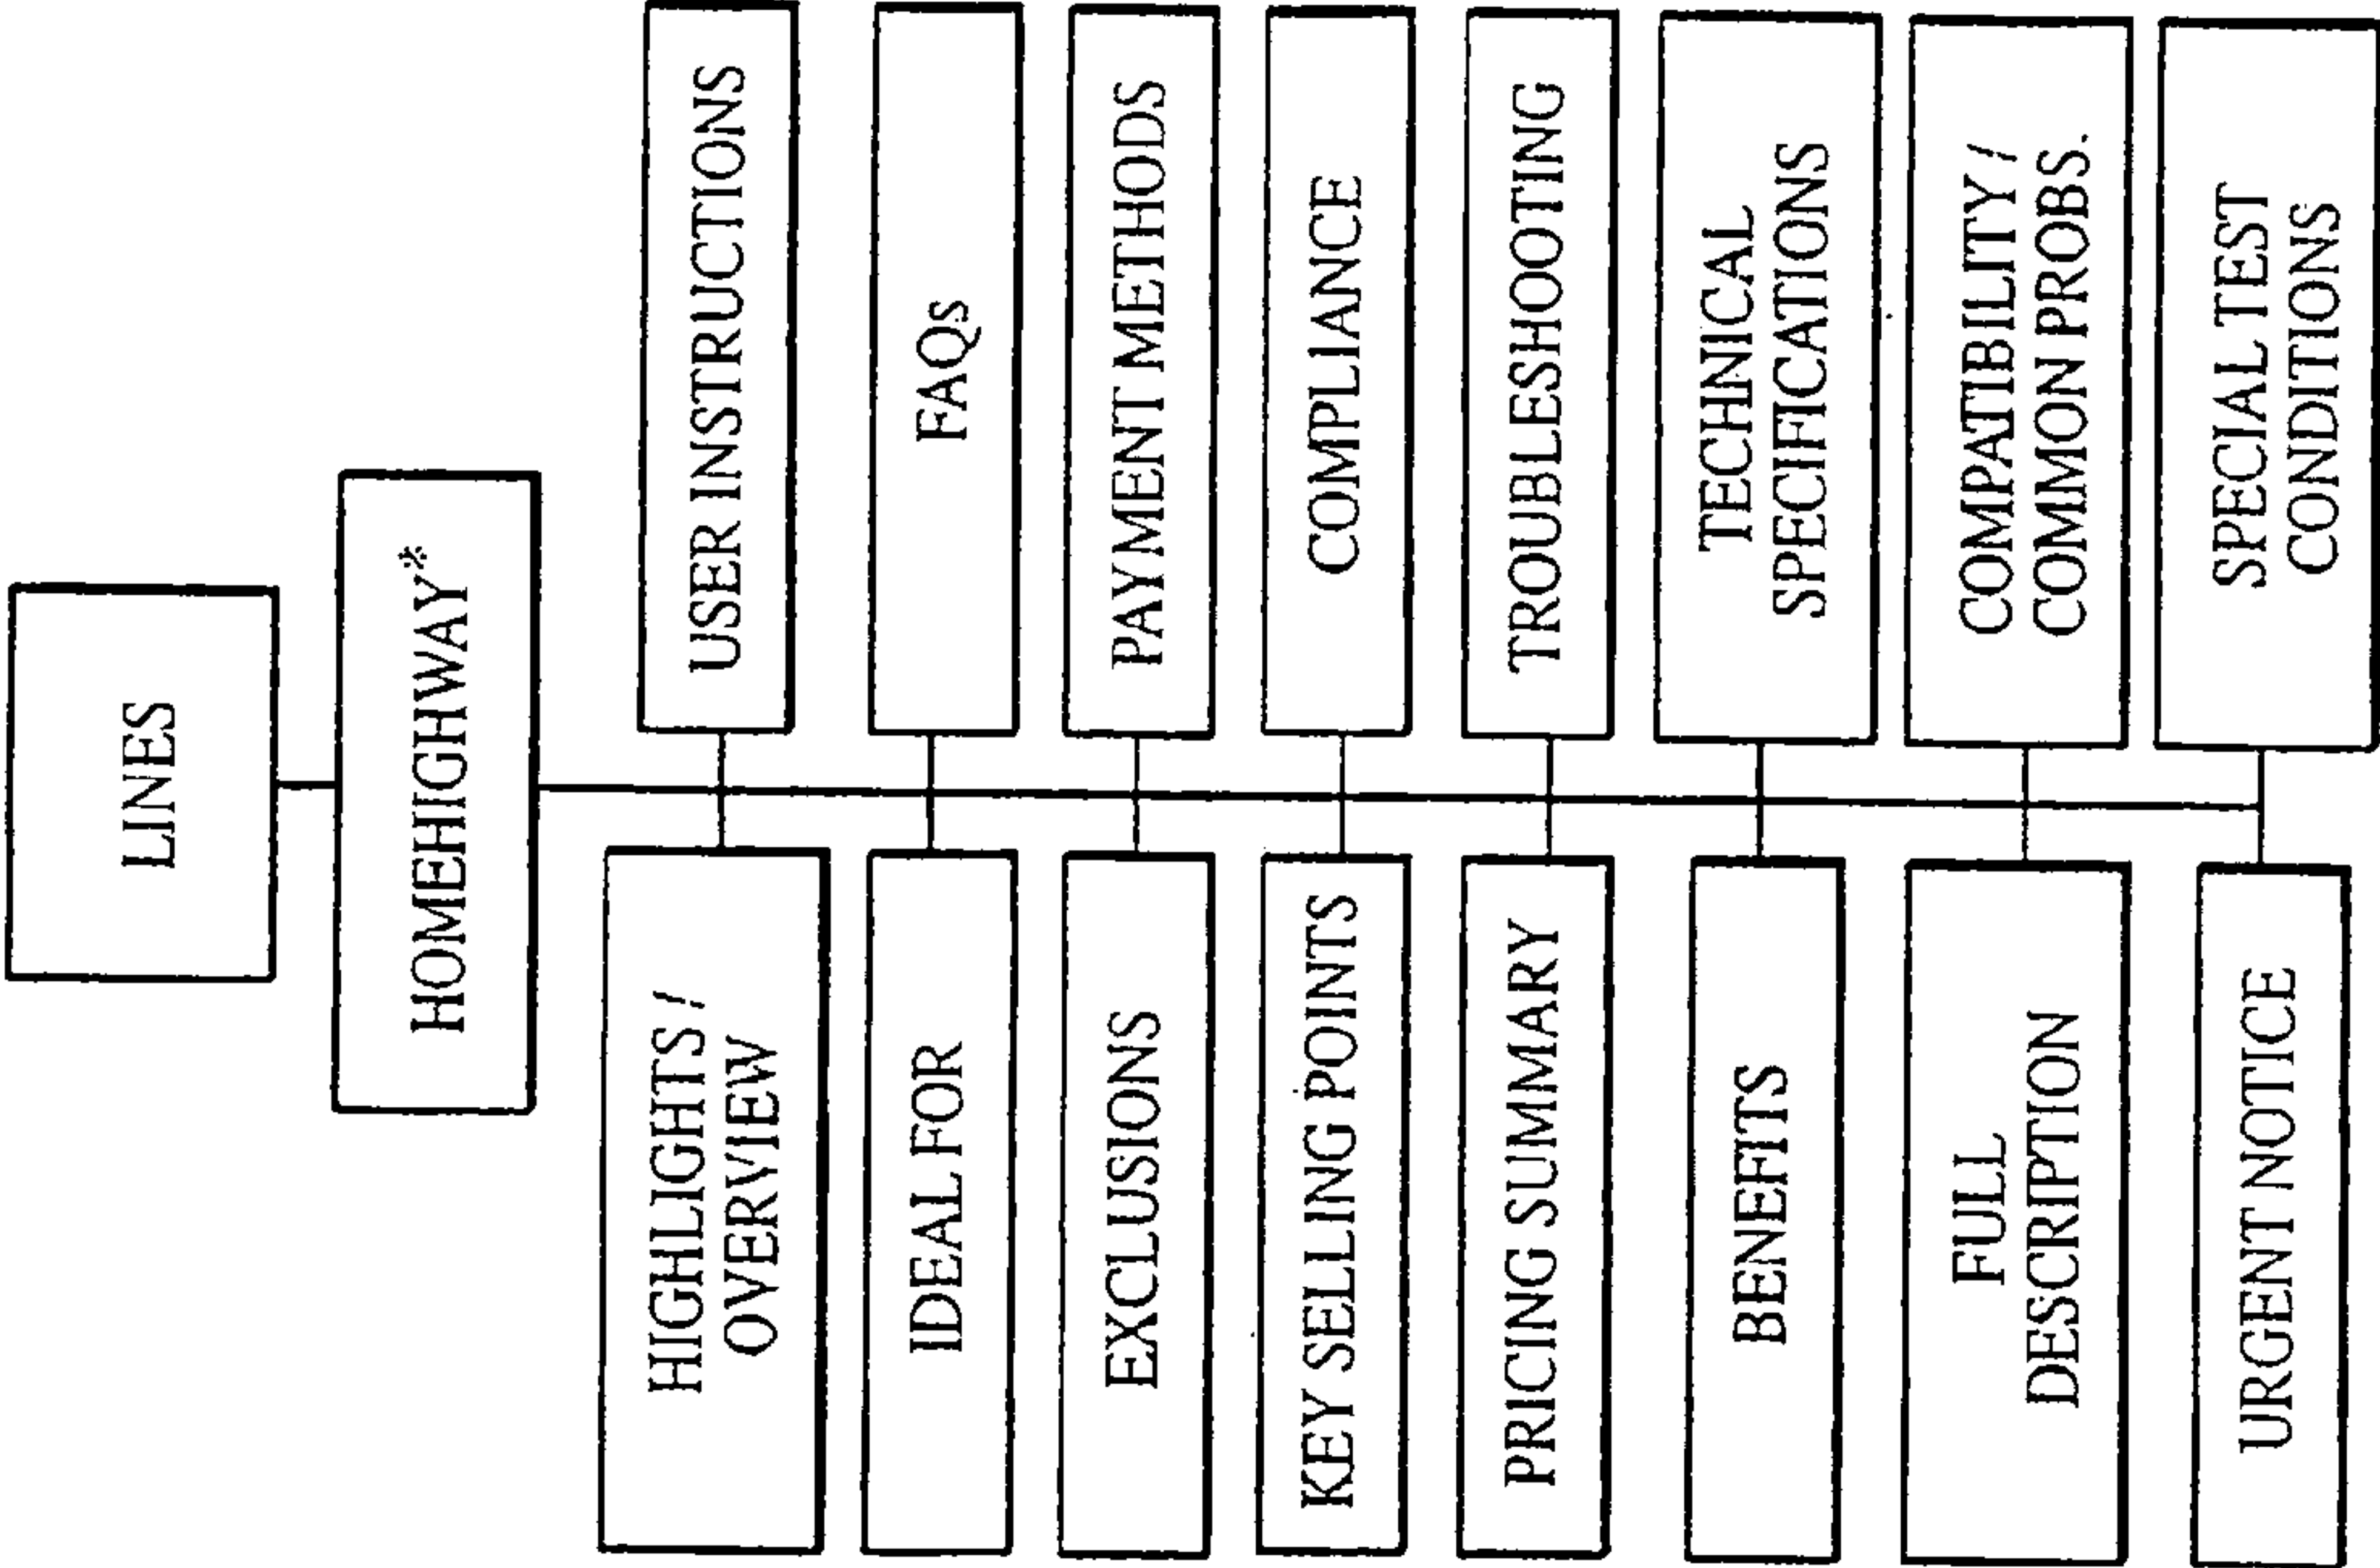 LINES
HOMEHIGHWAY*
HIGHLIGHTS /
OVERVIEW
USER INSTRUCTIONS
IDEAL FOR
FAQs
EXCLUSIONS
PAYMENT METHODS
KEY SELLING POINTS
COMPLIANCE
PRICING SUMMARY
TROUBLESHOOTING
BENEFITS
TECHNICAL
SPECIFICATIONS
FULL
DESCRIPTION
COMPATIBILITY /
COMMON PROBS.
URGENT NOTICE
SPECIAL TEST
CONDITIONS